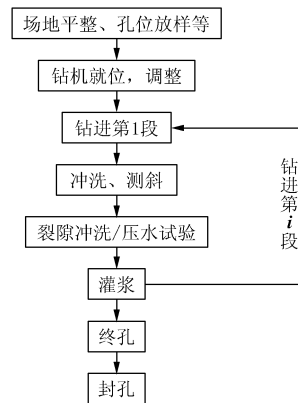 场地平整、孔位放样等
钻机就位，调整
钻进第1段
冲洗、测斜
裂隙冲洗/压水试验
灌浆
终孔
封孔
钻进第i段